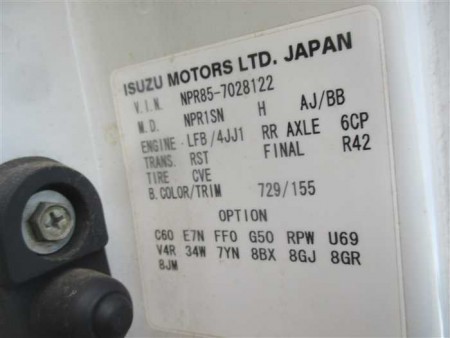 ISUZU MOTORS LTD. JAPAN
V.I.N. NPR85-7028122
M.D. NPR1SN H AJ/BB
ENGINE LFB/4JJ1 RR AXLE 6CP
TRANS. RST FINAL R42
TIRE CVE
B.COLOR/TRIM 729/155
OPTION
C60 E7N FF0 G50 RPW U69
V4R 34W 7YN 8BX 8GJ 8GR
8JM